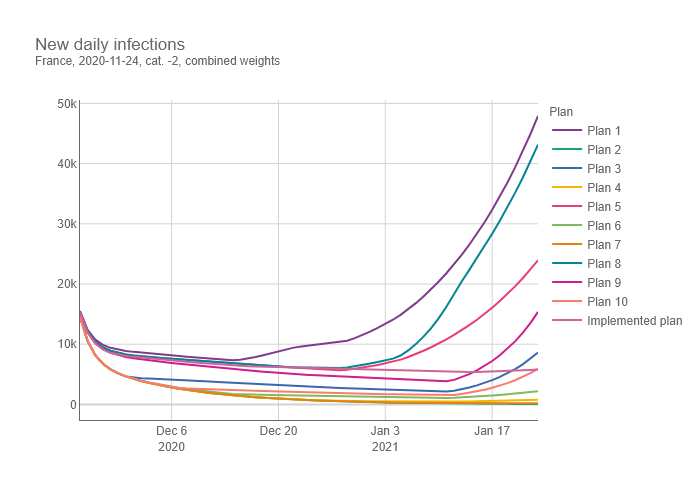 New daily infections
France, 2020-11-24, cat. -2, combined weights
50k
40k
30k
20k
10k
0
Dec 6
2020
Dec 20
Jan 3
2021
Jan 17
Plan
Plan 1
Plan 2
Plan 3
Plan 4
Plan 5
Plan 6
Plan 7
Plan 8
Plan 9
Plan 10
Implemented plan